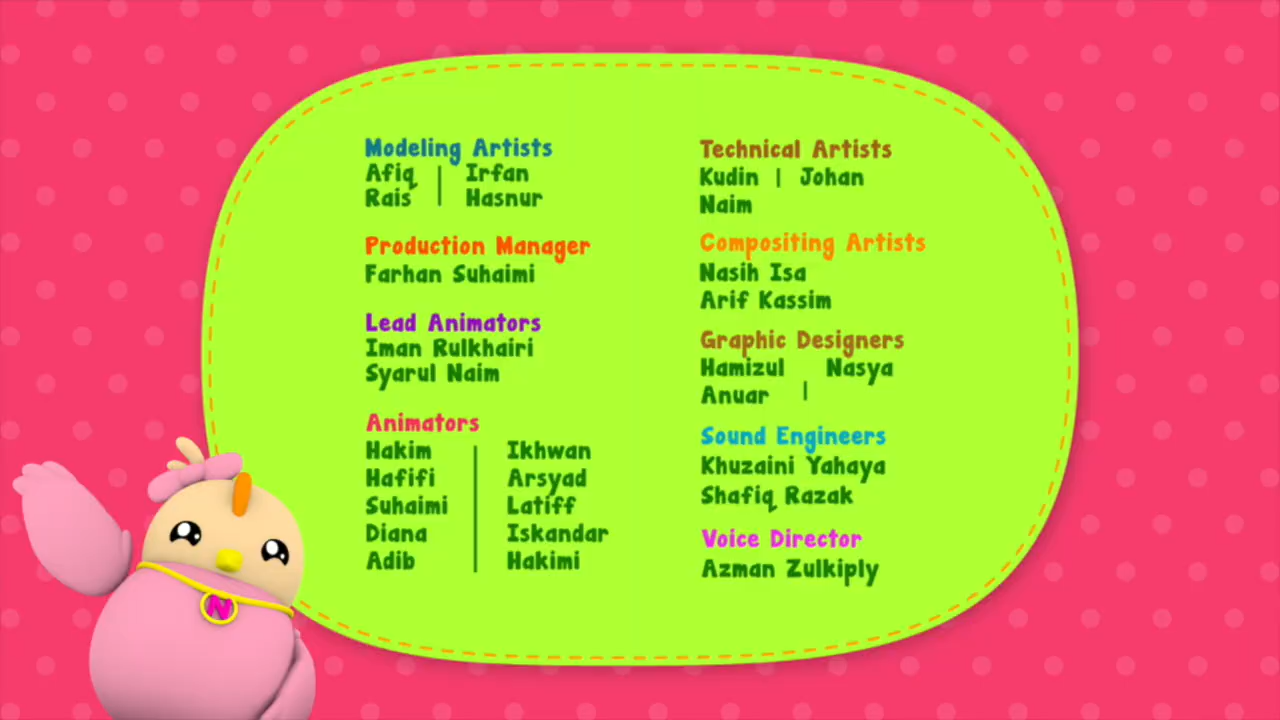 Modeling Artists
Afiq | Irfan
Rais | Hasnur
Production Manager
Farhan Suhaimi
Lead Animators
Iman Rulkhairi
Syarul Naim
Animators
Hakim | Ikhwan
Hafifi | Arsyad
Suhaimi | Latiff
Diana | Iskandar
Adib | Hakimi
Technical Artists
Kudin | Johan
Naim
Compositing Artists
Nasih Isa
Arif Kassim
Graphic Designers
Hamizul Nasya
Anuar |
Sound Engineers
Khuzaini Yahaya
Shafiq Razak
Voice Director
Azman Zulkiply
N